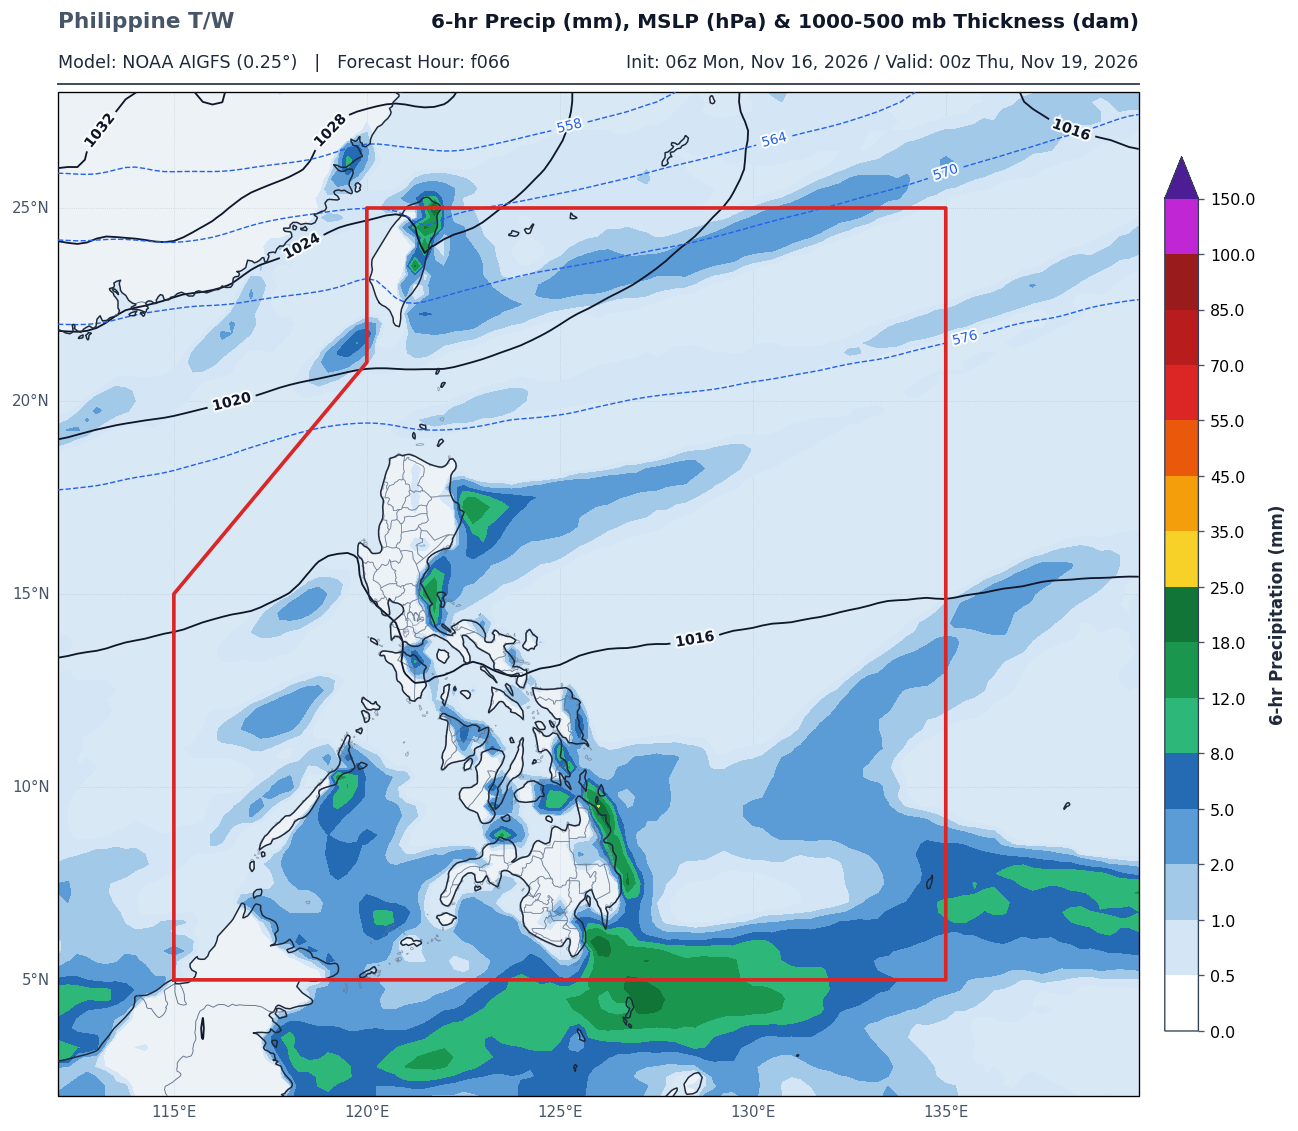 Philippine T/W
6-hr Precip (mm), MSLP (hPa) & 1000-500 mb Thickness (dam)
Model: NOAA AIGFS (0.25°) | Forecast Hour: f066
Init: 06z Mon, Nov 16, 2026 / Valid: 00z Thu, Nov 19, 2026
1032
1028
558
564
1016
570
1024
576
1020
1016
25°N
20°N
15°N
10°N
5°N
115°E
120°E
125°E
130°E
135°E
150.0
100.0
85.0
70.0
55.0
45.0
35.0
25.0
18.0
12.0
8.0
5.0
2.0
1.0
0.5
0.0
6-hr Precipitation (mm)